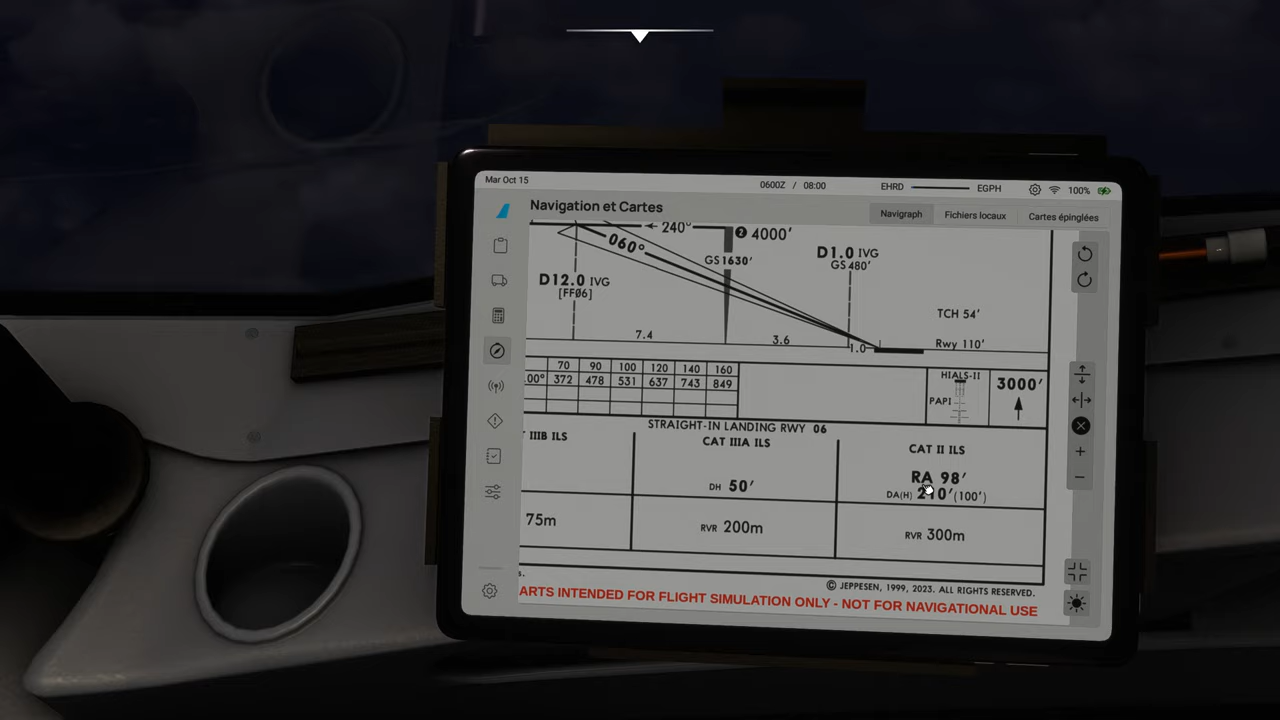 Mar Oct 15
0600Z / 08:00
EHRD EGPH
100%
Navigation et Cartes
Navigraph
Fichiers locaux
Cartes épinglées
240°
2 4000'
060°
GS 1630'
D1.0 IVG
GS 480'
D12.0 IVG
[FF06]
TCH 54'
7.4
3.6
1.0
Rwy 110'
70 90 100 120 140 160
.00° 372 478 531 637 743 849
HIALS-II
PAPI
3000'
STRAIGHT-IN LANDING RWY 06
IIIB ILS
CAT IIIA ILS
CAT II ILS
RA 98'
DH 50'
DA(H) 210'(100')
75m
RVR 200m
RVR 300m
s.
© JEPPESEN, 1999, 2023. ALL RIGHTS RESERVED.
ARTS INTENDED FOR FLIGHT SIMULATION ONLY - NOT FOR NAVIGATIONAL USE